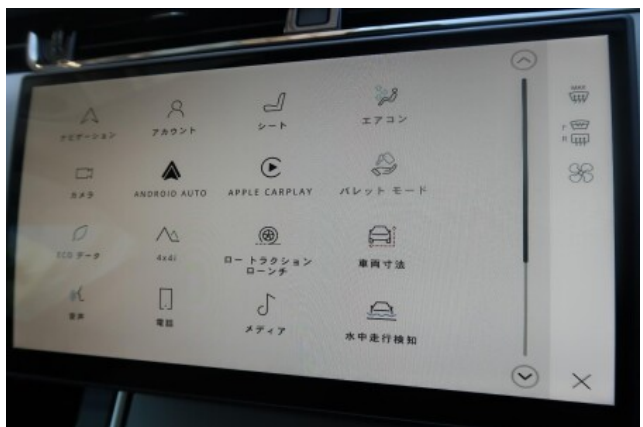 ナビゲーション
アカウント
シート
エアコン
MAX
F
R
カメラ
ANDROID AUTO
APPLE CARPLAY
バレット モード
ECO データ
4x4i
ロー トラクション
ローンチ
車両寸法
音声
電話
メディア
水中走行検知